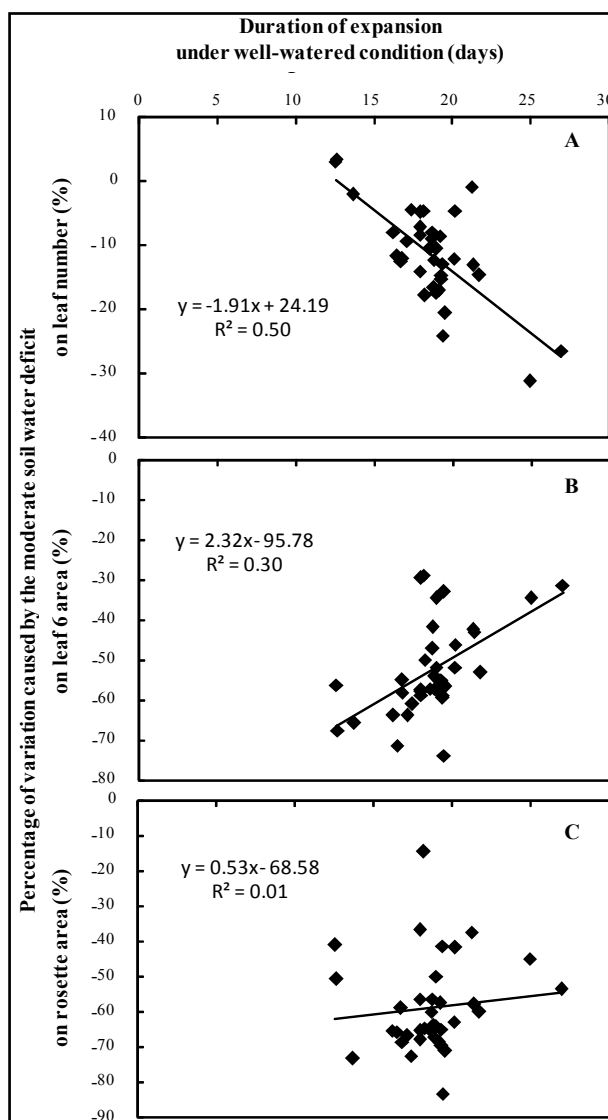 Duration of expansion
under well-watered condition (days)
0 5 10 15 20 25 30
Percentage of variation caused by the moderate soil water deficit
on leaf number (%)
10
0
-10
-20
-30
-40
A
y = -1.91x + 24.19
R² = 0.50
on leaf 6 area (%)
0
-10
-20
-30
-40
-50
-60
-70
-80
B
y = 2.32x - 95.78
R² = 0.30
on rosette area (%)
0
-10
-20
-30
-40
-50
-60
-70
-80
-90
C
y = 0.53x - 68.58
R² = 0.01